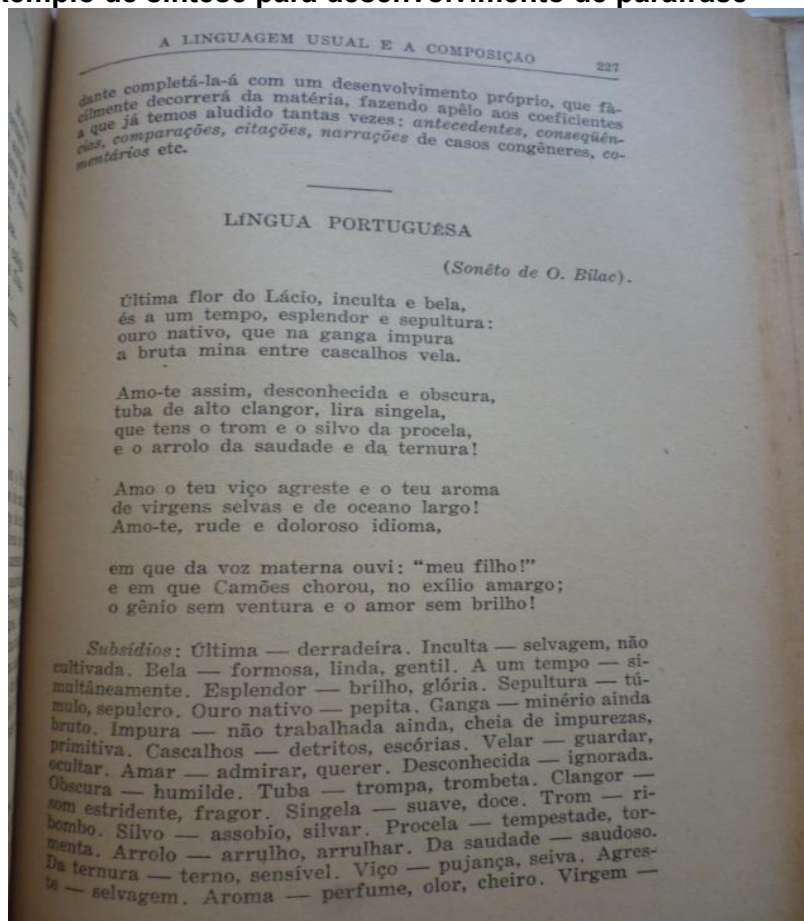 emplo de síntese para desenvolvimento de paráfrase
A LINGUAGEM USUAL E A COMPOSIÇÃO 227
dante completá-la-á com um desenvolvimento próprio, que fà-
cilmente decorrerá da matéria, fazendo apêlo aos coeficientes
a que já temos aludido tantas vezes: antecedentes, conseqüên-
cias, comparações, citações, narrações de casos congêneres, co-
mentários etc.
LÍNGUA PORTUGUÊSA
(Sonêto de O. Bilac).
Última flor do Lácio, inculta e bela,
és a um tempo, esplendor e sepultura:
ouro nativo, que na ganga impura
a bruta mina entre cascalhos vela.
Amo-te assim, desconhecida e obscura,
tuba de alto clangor, lira singela,
que tens o trom e o silvo da procela,
e o arrolo da saudade e da ternura!
Amo o teu viço agreste e o teu aroma
de virgens selvas e de oceano largo!
Amo-te, rude e doloroso idioma,
em que da voz materna ouvi: “meu filho!”
e em que Camões chorou, no exílio amargo;
o gênio sem ventura e o amor sem brilho!
Subsídios: Última — derradeira. Inculta — selvagem, não
cultivada. Bela — formosa, linda, gentil. A um tempo — si-
multâneamente. Esplendor — brilho, glória. Sepultura — tú-
mulo, sepulcro. Ouro nativo — pepita. Ganga — minério ainda
bruto. Impura — não trabalhada ainda, cheia de impurezas,
primitiva. Cascalhos — detritos, escórias. Velar — guardar,
ocultar. Amar — admirar, querer. Desconhecida — ignorada.
Obscura — humilde. Tuba — trompa, trombeta. Clangor —
som estridente, fragor. Singela — suave, doce. Trom — ri-
bombo. Silvo — assobio, silvar. Procela — tempestade, tor-
menta. Arrolo — arrulho, arrulhar. Da saudade — saudoso.
Da ternura — terno, sensível. Viço — pujança, seiva. Agres-
te — selvagem. Aroma — perfume, olor, cheiro. Virgem —